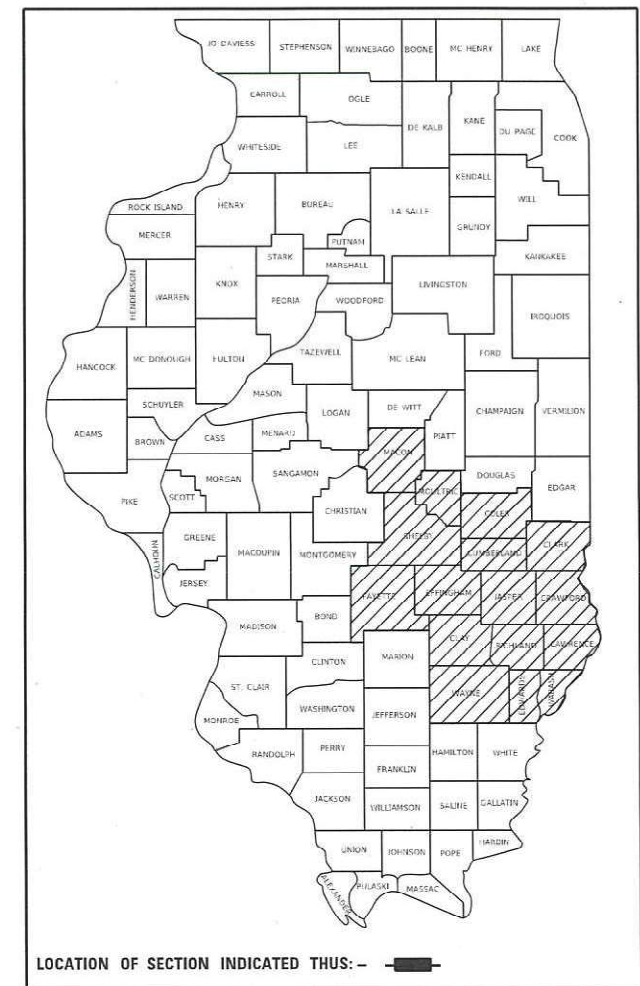 JO DAVIESS STEPHENSON WINNEBAGO BOONE MC HENRY LAKE
CARROLL OGLE DE KALB KANE DU PAGE COOK
WHITESIDE LEE
KENDALL
ROCK ISLAND HENRY BUREAU LA SALLE WILL
MERCER PUTNAM GRUNDY
STARK MARSHALL KANKAKEE
HENDERSON WARREN KNOX PEORIA WOODFORD LIVINGSTON
IROQUOIS
HANCOCK MC DONOUGH FULTON TAZEWELL MC LEAN FORD
MASON
SCHUYLER LOGAN DE WITT CHAMPAIGN VERMILION
ADAMS BROWN CASS MENARD PIATT
MACON
PIKE SCOTT MORGAN SANGAMON DOUGLAS EDGAR
MOULTRIE
CHRISTIAN COLES
GREENE SHELBY
CALHOUN MACOUPIN MONTGOMERY CUMBERLAND CLARK
JERSEY FAYETTE EFFINGHAM JASPER CRAWFORD
MADISON BOND
CLAY RICHLAND LAWRENCE
CLINTON MARION
ST. CLAIR WAYNE EDWARDS WABASH
WASHINGTON JEFFERSON
MONROE
RANDOLPH PERRY HAMILTON WHITE
FRANKLIN
JACKSON WILLIAMSON SALINE GALLATIN
UNION JOHNSON POPE HARDIN
ALEXANDER PULASKI MASSAC
LOCATION OF SECTION INDICATED THUS: –